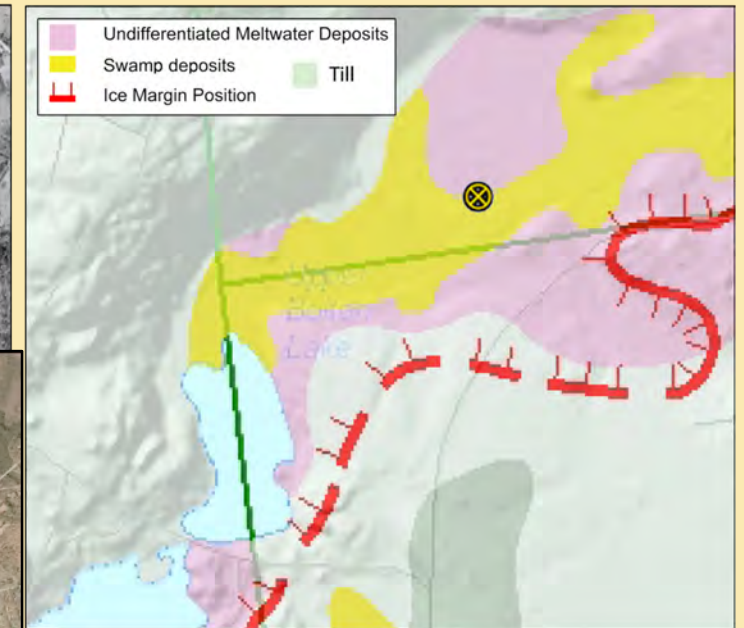 Undifferentiated Meltwater Deposits
Swamp deposits
Till
Ice Margin Position
Upper
Bolton
Lake